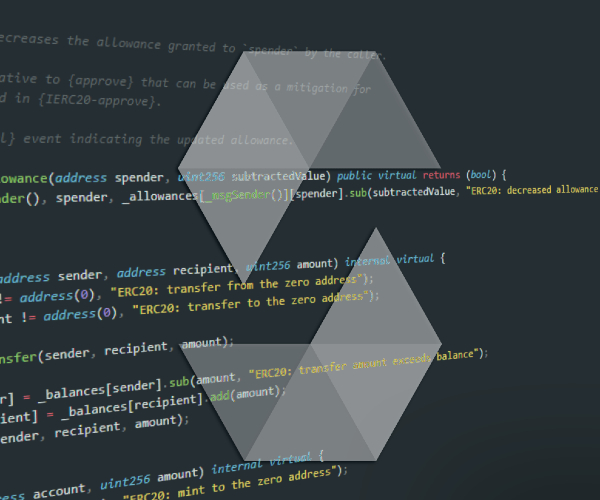 ecreases the allowance granted to `spender` by the caller.
ative to {approve} that can be used as a mitigation for
d in {IERC20-approve}.
l} event indicating the updated allowance.
owance(address spender, uint256 subtractedValue) public virtual returns (bool) {
nder(), spender, _allowances[_msgSender()][spender].sub(subtractedValue, "ERC20: decreased allowance
address sender, address recipient, uint256 amount) internal virtual {
!= address(0), "ERC20: transfer from the zero address");
nt != address(0), "ERC20: transfer to the zero address");
nsfer(sender, recipient, amount);
r] = _balances[sender].sub(amount, "ERC20: transfer amount exceeds balance");
ient] = _balances[recipient].add(amount);
ender, recipient, amount);
ess account, uint256 amount) internal virtual {
"ERC20: mint to the zero address");